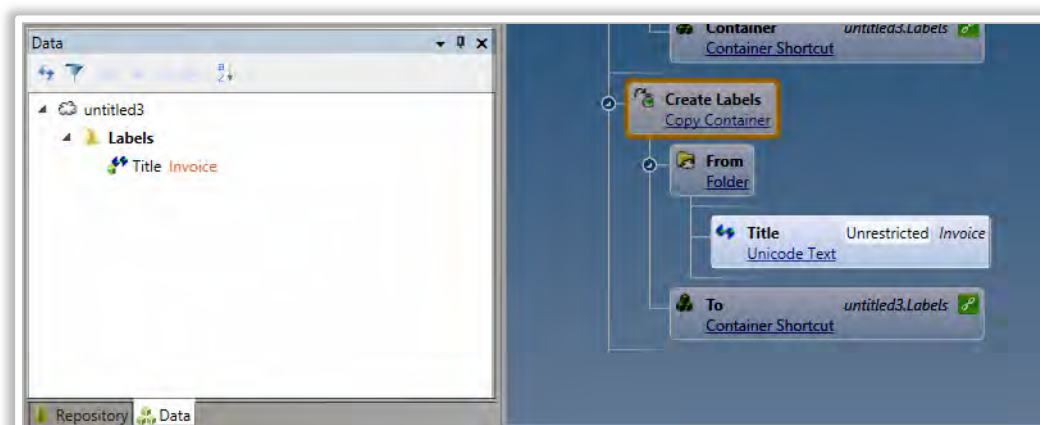 Data
untitled3
Labels
Title Invoice
Repository Data
Container untitled3.Labels
Container Shortcut
Create Labels
Copy Container
From
Folder
Title Unrestricted Invoice
Unicode Text
To untitled3.Labels
Container Shortcut